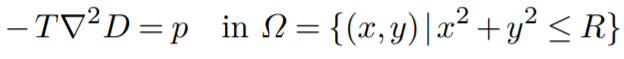 −T∇²D = p in Ω = {(x, y) | x² + y² ≤ R}